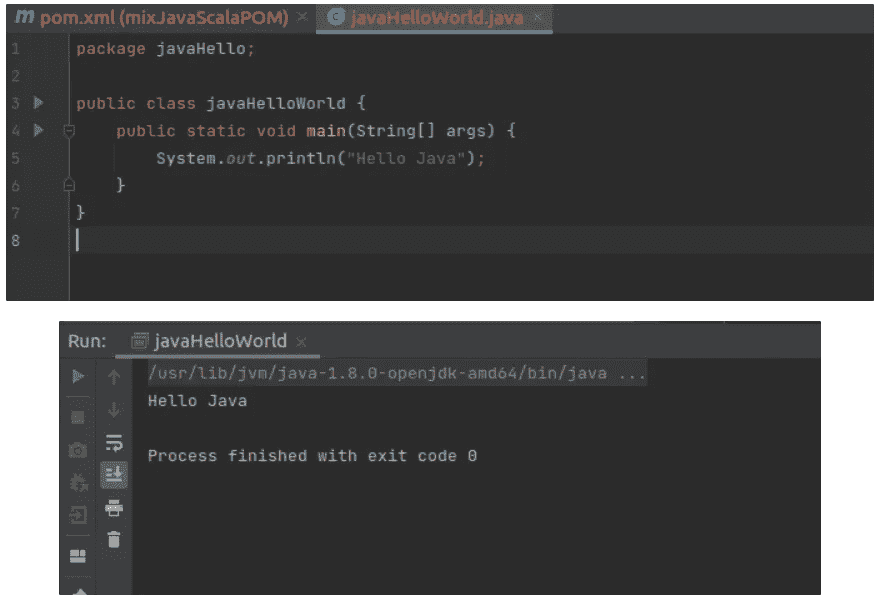 m pom.xml (mixJavaScalaPOM) × C javaHelloWorld.java ×
1 package javaHello;
2
3 public class javaHelloWorld {
4 public static void main(String[] args) {
5 System.out.println("Hello Java");
6 }
7 }
8
Run: javaHelloWorld ×
/usr/lib/jvm/java-1.8.0-openjdk-amd64/bin/java ...
Hello Java
Process finished with exit code 0